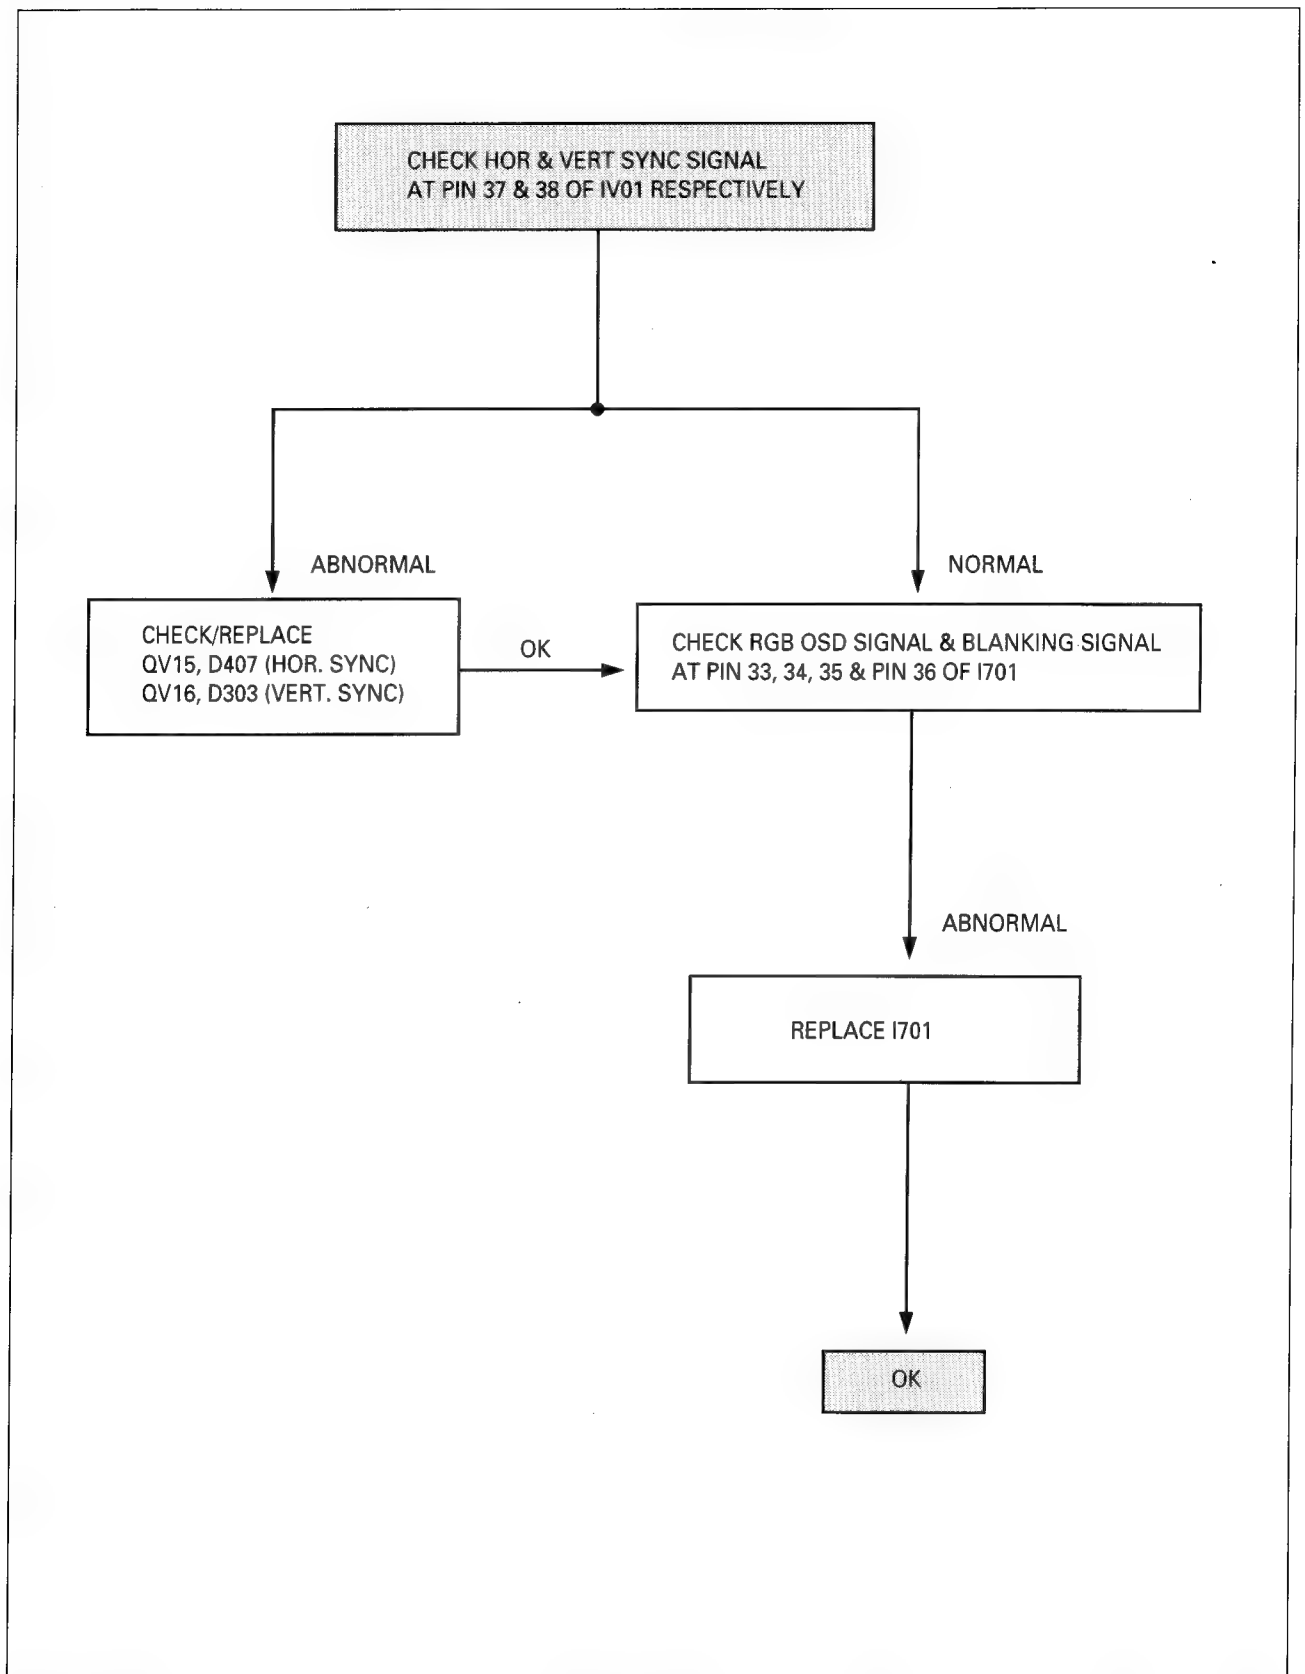 CHECK HOR & VERT SYNC SIGNAL
AT PIN 37 & 38 OF IV01 RESPECTIVELY
ABNORMAL
NORMAL
CHECK/REPLACE
QV15, D407 (HOR. SYNC)
QV16, D303 (VERT. SYNC)
OK
CHECK RGB OSD SIGNAL & BLANKING SIGNAL
AT PIN 33, 34, 35 & PIN 36 OF I701
ABNORMAL
REPLACE I701
OK